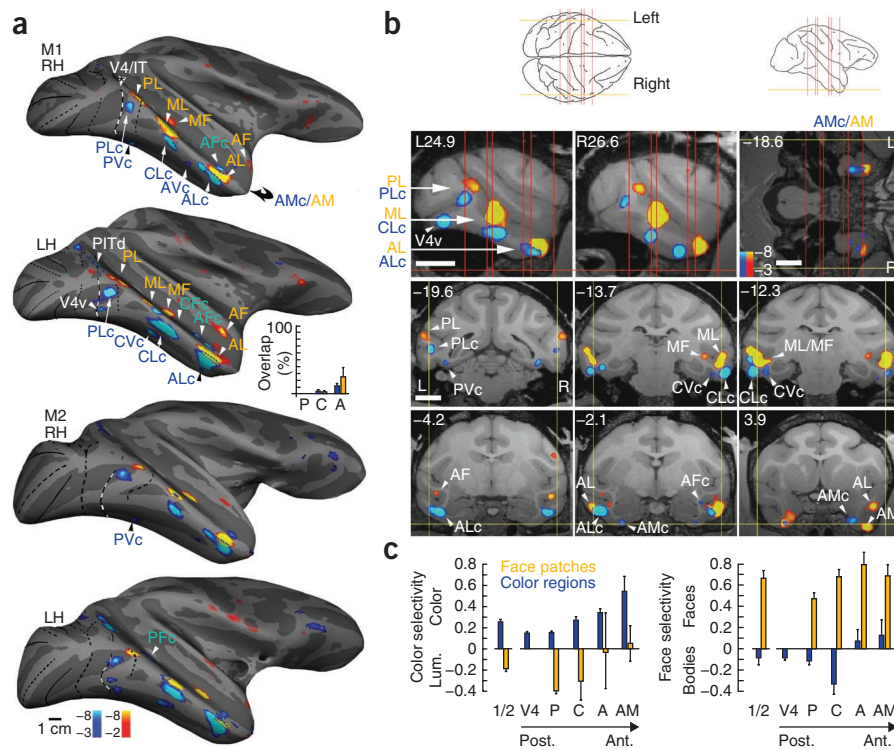 a
M1
RH
V4/IT
PL
ML
MF
AFc
AF
AL
PLc
PVc
CLc
AVc
ALc
AMc/AM
LH
PITd
PL
ML
MF
CFc
AFc
AF
V4v
PLc
CVc
CLc
AL
ALc
100
Overlap
(%)
0
P C A
M2
RH
PVc
LH
PFc
1 cm
–8
–3
–8
–2
b
Left
Right
AMc/AM
L24.9
R26.6
–18.6
L
PL
PLc
ML
CLc
V4v
AL
ALc
–8
–3
R
–19.6
PL
PLc
PVc
L
R
–13.7
MF
ML
CVc
CLc
–12.3
ML/MF
CLc
CVc
–4.2
AF
ALc
–2.1
AL
AFc
ALc
AMc
3.9
AL
AMc
AM
c
Color selectivity
Lum. Color
0.8
0.6
0.4
0.2
0
–0.2
–0.4
Face patches
Color regions
1/2 V4 P C A AM
Post. Ant.
Face selectivity
Bodies Faces
0.8
0.6
0.4
0.2
0
–0.2
–0.4
1/2 V4 P C A AM
Post. Ant.